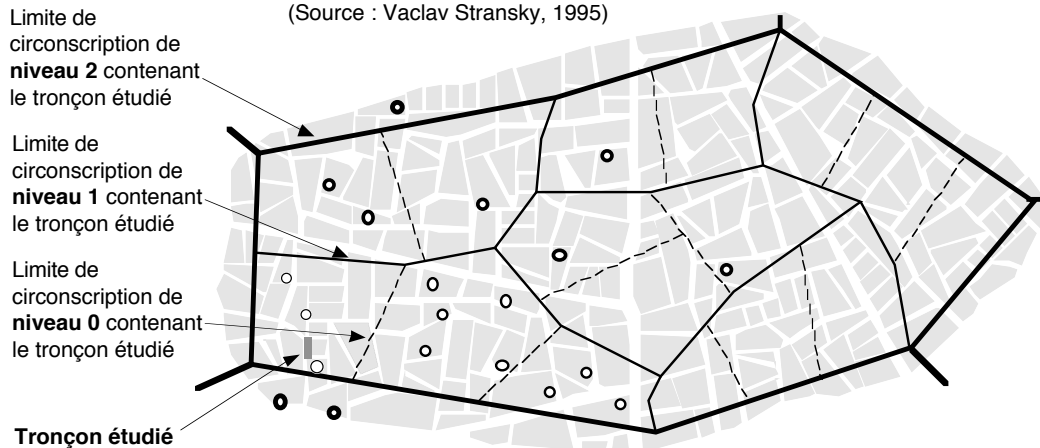 (Source : Vaclav Stransky, 1995)
Limite de
circonscription de
niveau 2 contenant
le tronçon étudié
Limite de
circonscription de
niveau 1 contenant
le tronçon étudié
Limite de
circonscription de
niveau 0 contenant
le tronçon étudié
Tronçon étudié